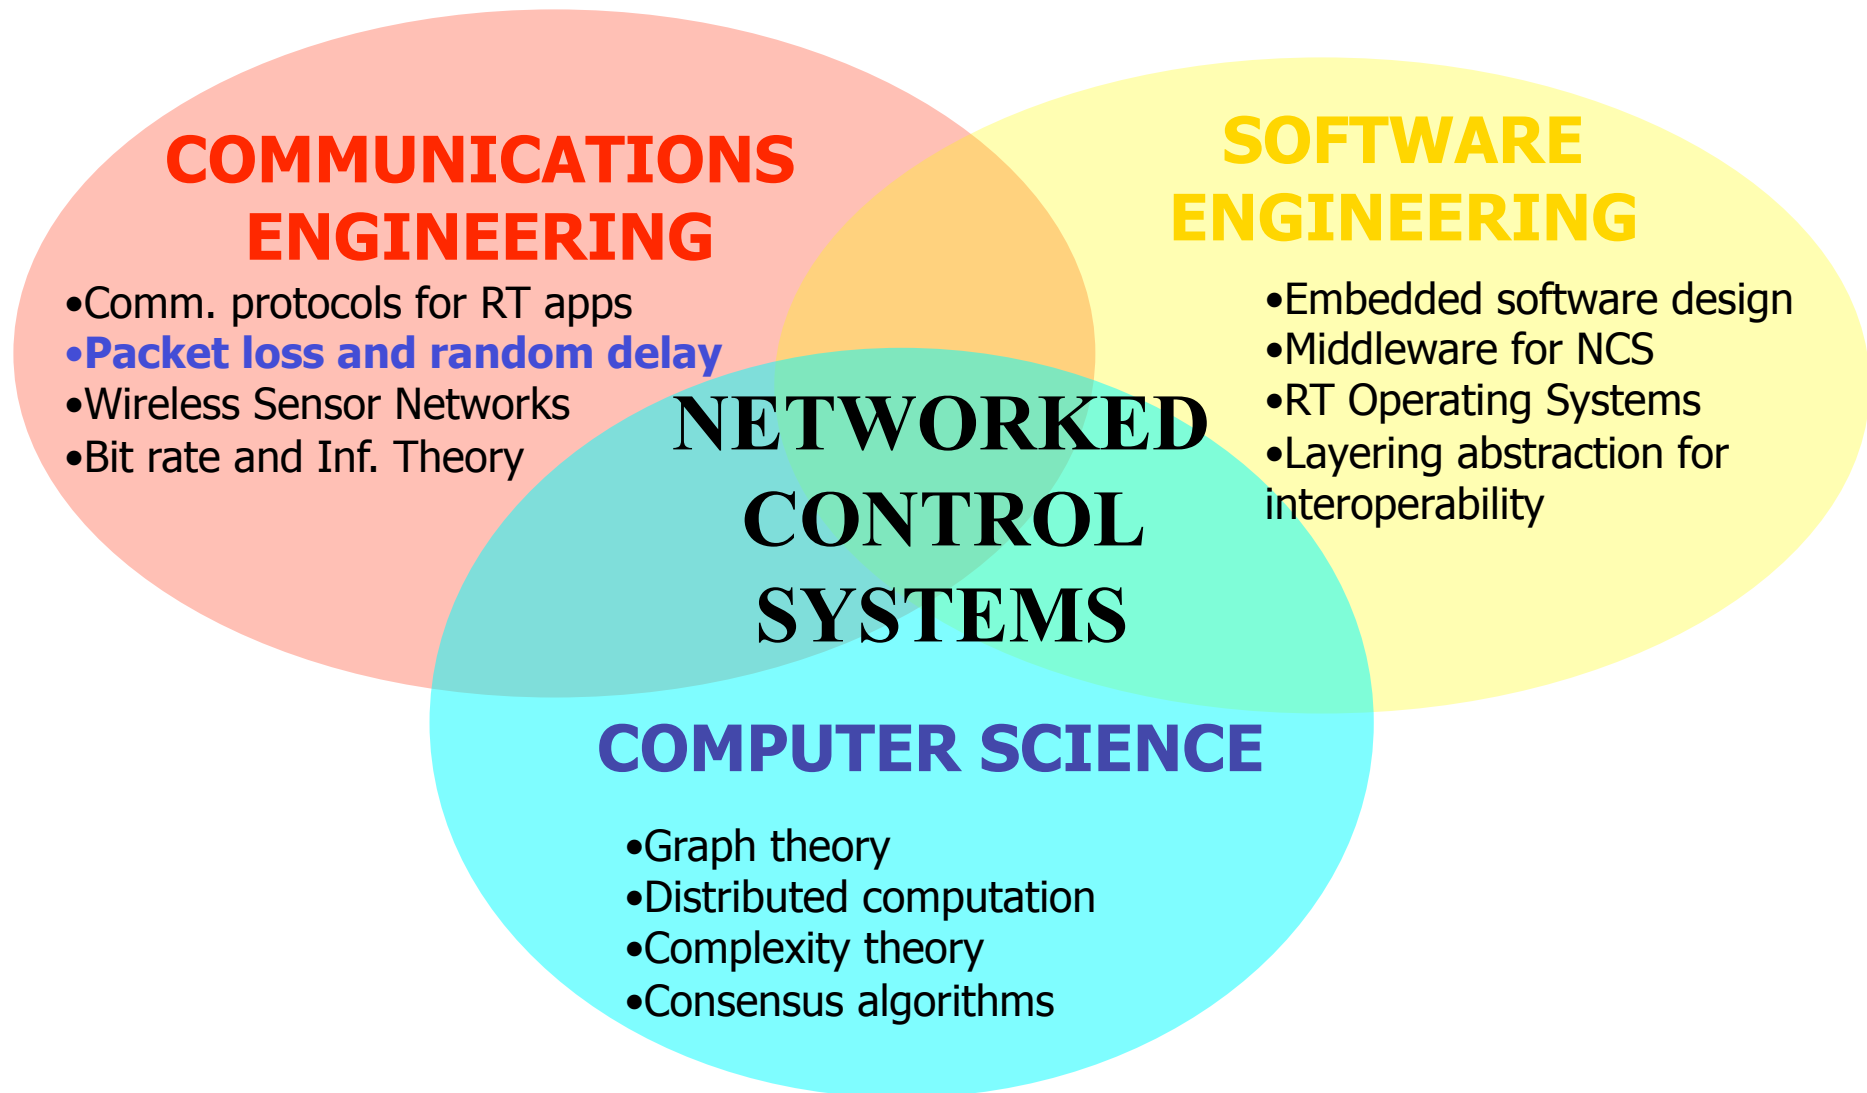 COMMUNICATIONS
ENGINEERING
•Comm. protocols for RT apps
•Packet loss and random delay
•Wireless Sensor Networks
•Bit rate and Inf. Theory
SOFTWARE
ENGINEERING
•Embedded software design
•Middleware for NCS
•RT Operating Systems
•Layering abstraction for
interoperability
NETWORKED
CONTROL
SYSTEMS
COMPUTER SCIENCE
•Graph theory
•Distributed computation
•Complexity theory
•Consensus algorithms